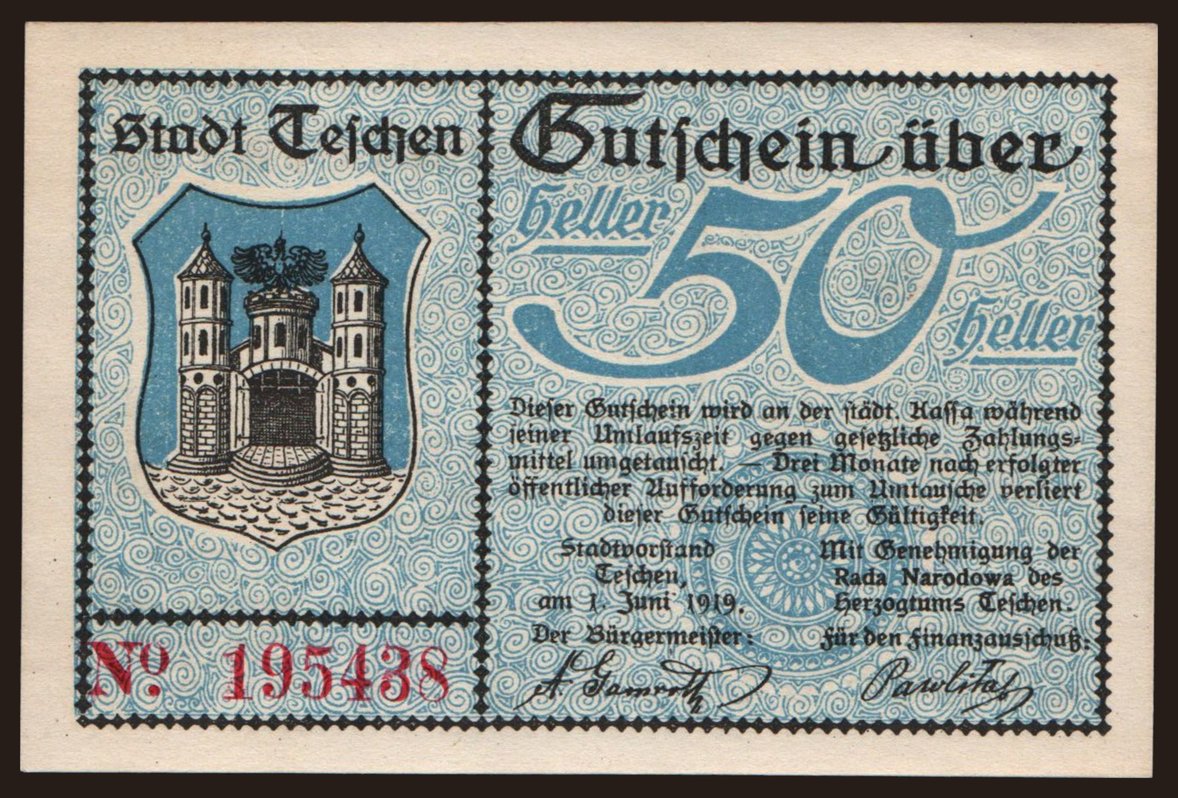 Stadt Teschen
Gutschein über
Heller 50 Heller
Dieser Gutschein wird an der städt. Kassa während
seiner Umlaufszeit gegen gesetzliche Zahlungs-
mittel umgetauscht. — Drei Monate nach erfolgter
öffentlicher Aufforderung zum Umtausche verliert
dieser Gutschein seine Gültigkeit.
Stadtvorstand
Teschen,
am 1. Juni 1919.
Der Bürgermeister:
Mit Genehmigung der
Rada Narodowa des
Herzogtums Teschen.
Für den Finanzausschuß:
No. 195438